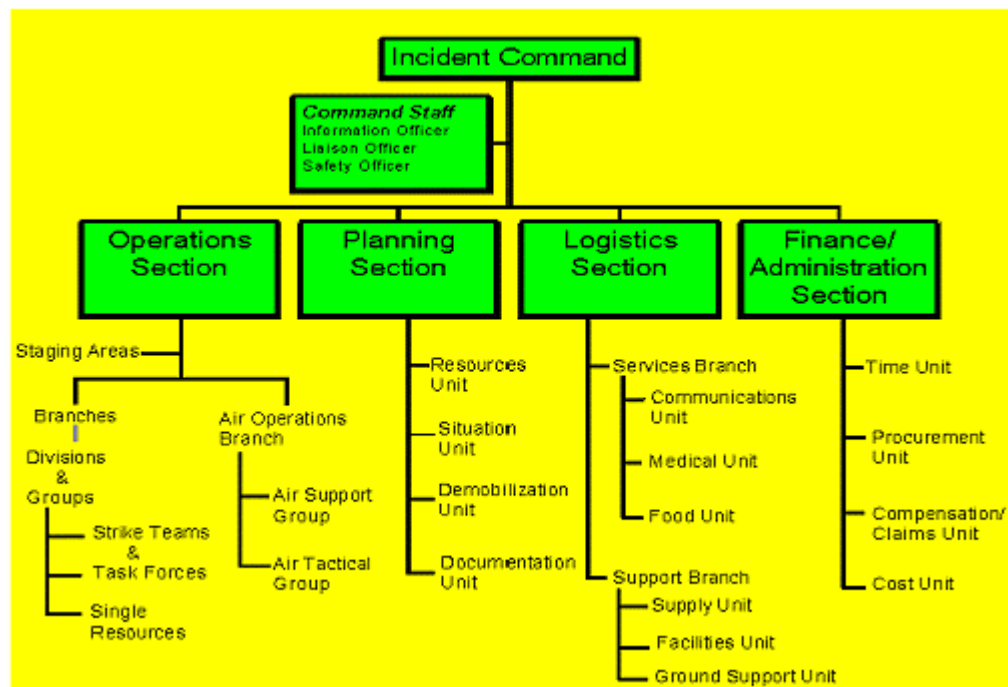 Incident Command
Command Staff
Information Officer
Liaison Officer
Safety Officer
Operations
Section
Planning
Section
Logistics
Section
Finance/
Administration
Section
Staging Areas
Branches
Divisions
&
Groups
Strike Teams
&
Task Forces
Single
Resources
Air Operations
Branch
Air Support
Group
Air Tactical
Group
Resources
Unit
Situation
Unit
Demobilization
Unit
Documentation
Unit
Services Branch
Communications
Unit
Medical Unit
Food Unit
Support Branch
Supply Unit
Facilities Unit
Ground Support Unit
Time Unit
Procurement
Unit
Compensation/
Claims Unit
Cost Unit